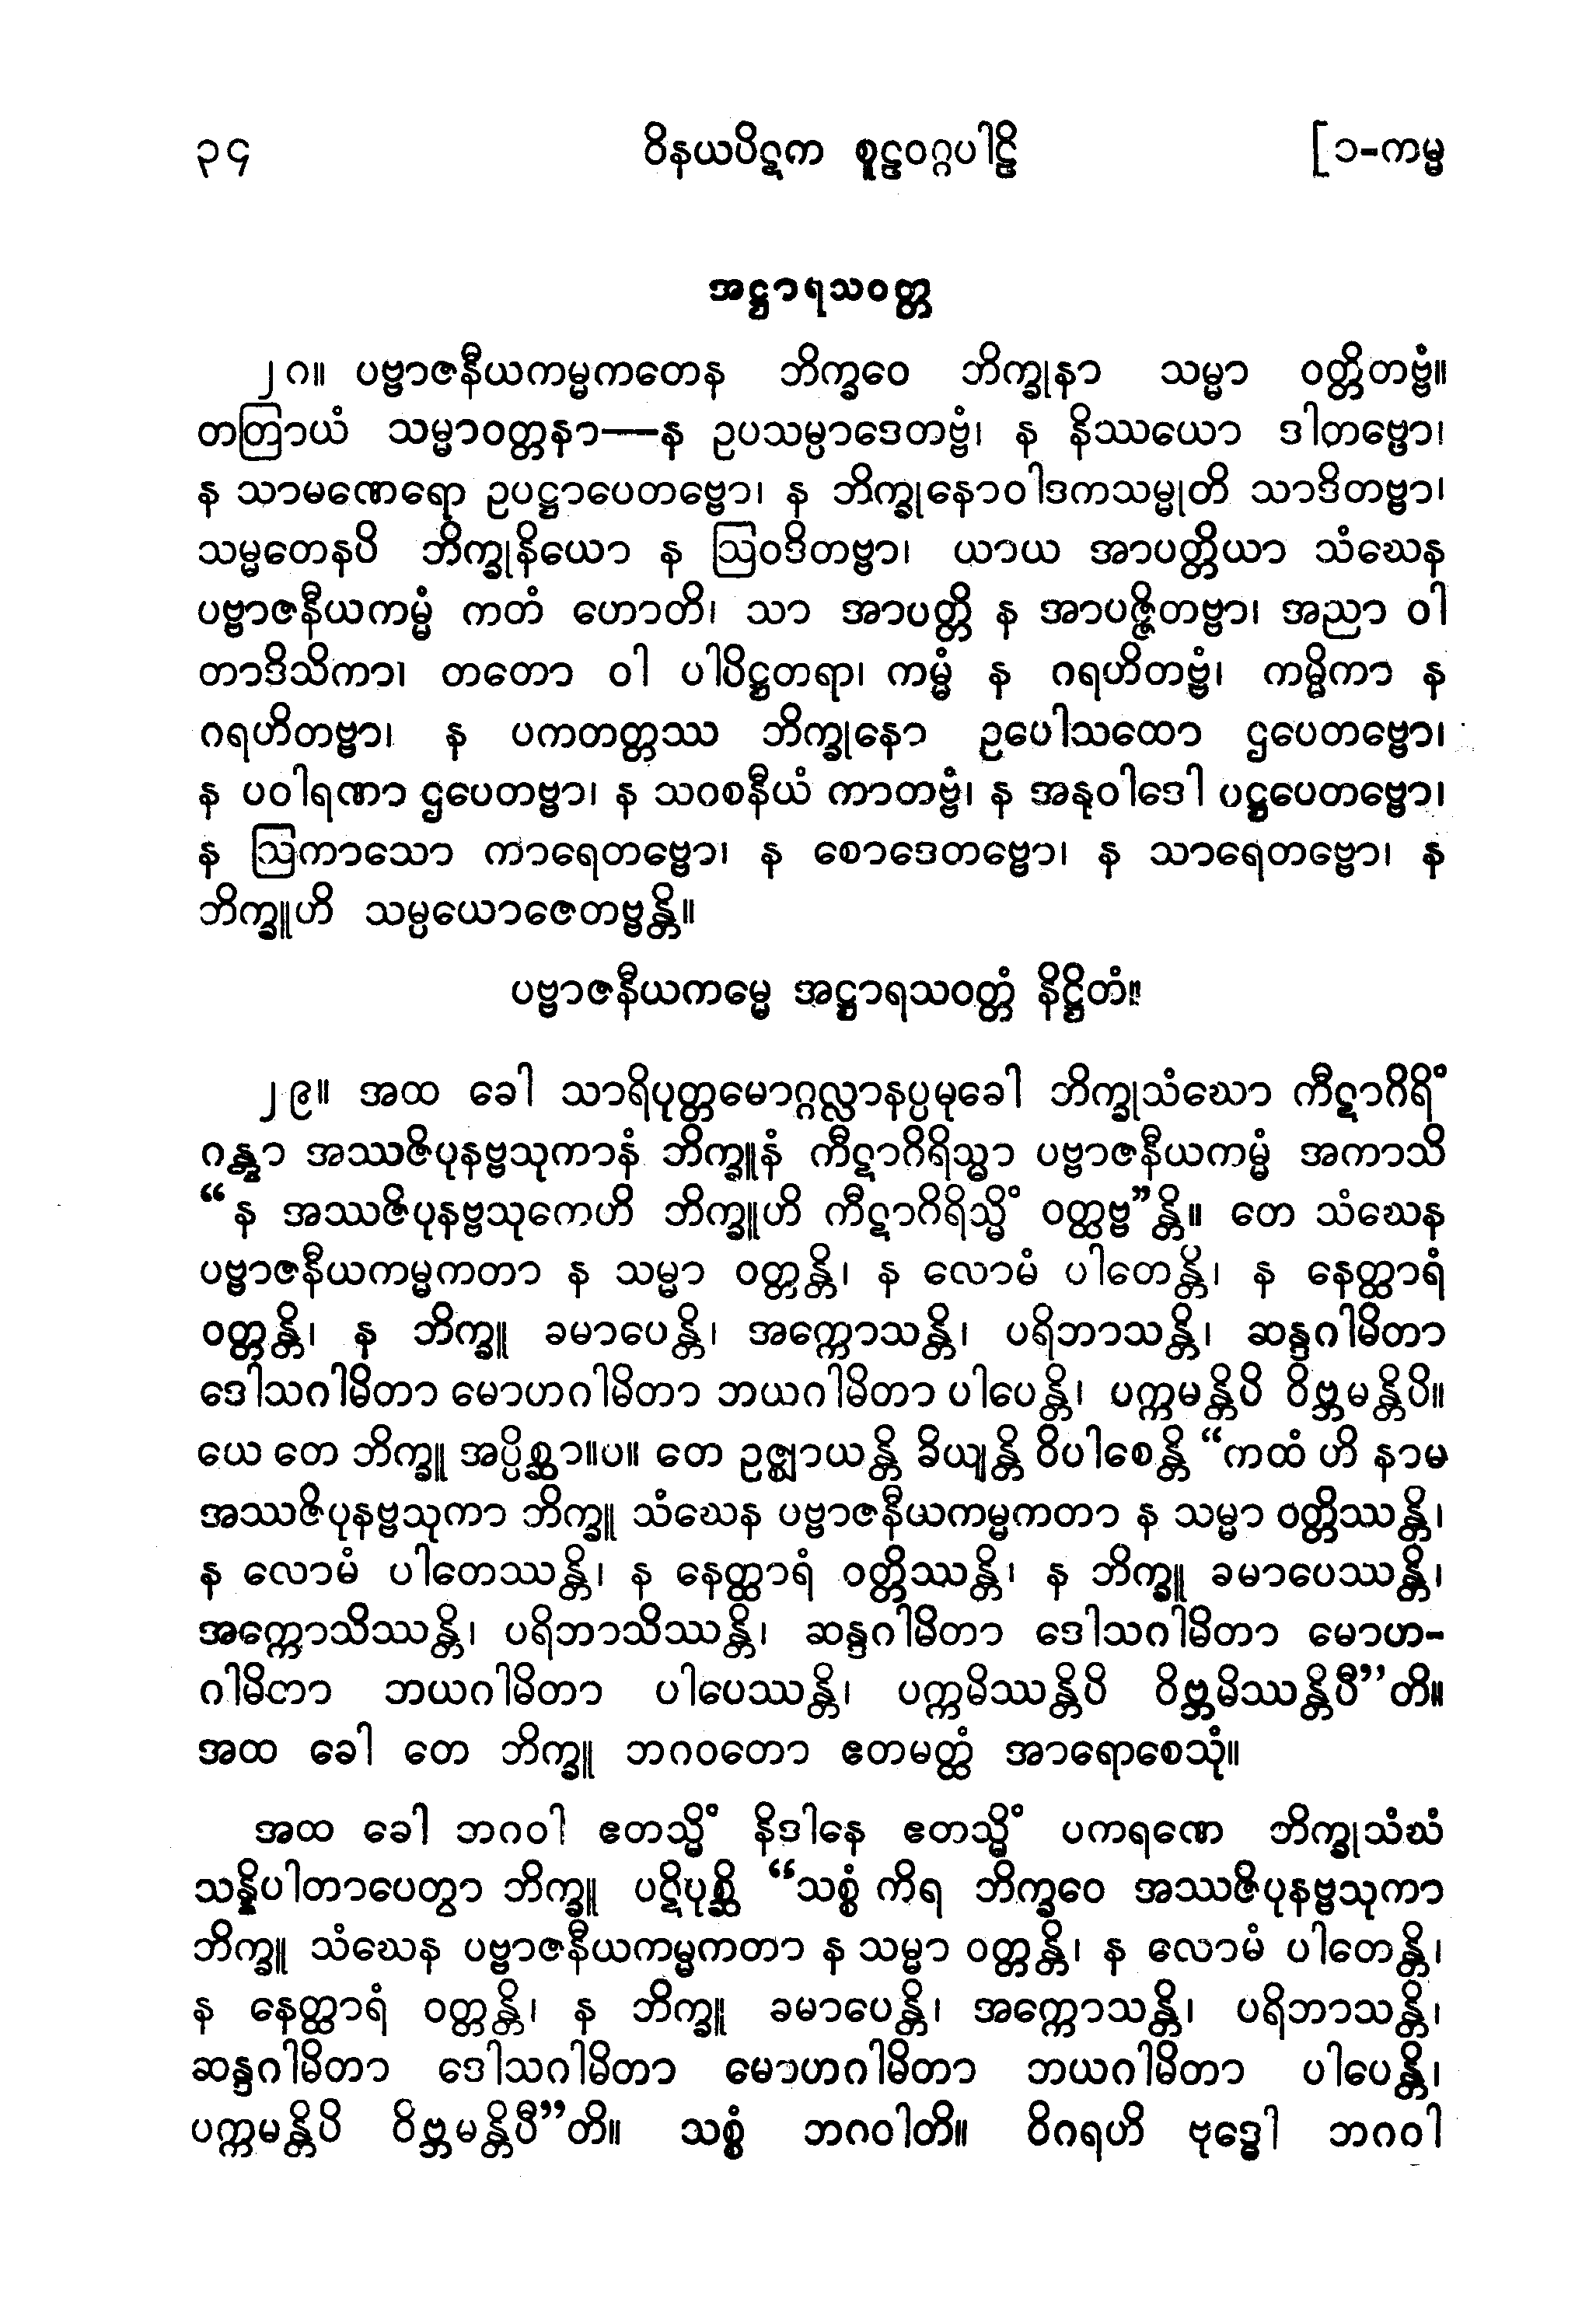 ၃၄ ဝိနယပိဋက စူဠဝဂ္ဂပါဠိ [၁-ကမ္မ
အဋ္ဌာရသဝတ္တ
၂၈။ ပဗ္ဗာဇနီယကမ္မကတေန ဘိက္ခဝေ ဘိက္ခုနာ သမ္မာ ဝတ္တိတဗ္ဗံ။
တတြာယံ သမ္မာဝတ္တနာ——န ဥပသမ္ပာဒေတဗ္ဗံ၊ န နိဿယော ဒါတဗ္ဗော၊
န သာမဏေရော ဥပဋ္ဌာပေတဗ္ဗော၊ န ဘိက္ခုနောဝါဒကသမ္မုတိ သာဒိတဗ္ဗာ၊
သမ္မတေနပိ ဘိက္ခုနိယော န ဩဝဒိတဗ္ဗာ၊ ယာယ အာပတ္တိယာ သံဃေန
ပဗ္ဗာဇနီယကမ္မံ ကတံ ဟောတိ၊ သာ အာပတ္တိ န အာပဇ္ဇိတဗ္ဗာ၊ အညာ ဝါ
တာဒိသိကာ၊ တတော ဝါ ပါပိဋ္ဌတရာ၊ ကမ္မံ န ဂရဟိတဗ္ဗံ၊ ကမ္မိကာ န
ဂရဟိတဗ္ဗာ၊ န ပကတတ္တဿ ဘိက္ခုနော ဥပေါသထော ဌပေတဗ္ဗော၊
န ပဝါရဏာ ဌပေတဗ္ဗာ၊ န သဝစနီယံ ကာတဗ္ဗံ၊ န အနုဝါဒေါ ပဋ္ဌပေတဗ္ဗော၊
န ဩကာသော ကာရေတဗ္ဗော၊ န စောဒေတဗ္ဗော၊ န သာရေတဗ္ဗော၊ န
ဘိက္ခူဟိ သမ္ပယောဇေတဗ္ဗန္တိ။
ပဗ္ဗာဇနီယကမ္မေ အဋ္ဌာရသဝတ္တံ နိဋ္ဌိတံ။
၂၉။ အထ ခေါ သာရိပုတ္တမောဂ္ဂလ္လာနပ္ပမုခေါ ဘိက္ခုသံဃော ကီဋာဂိရိံ
ဂန္တွာ အဿဇိပုနဗ္ဗသုကာနံ ဘိက္ခူနံ ကီဋာဂိရိသ္မာ ပဗ္ဗာဇနီယကမ္မံ အကာသိ
“န အဿဇိပုနဗ္ဗသုကေဟိ ဘိက္ခူဟိ ကီဋာဂိရိသ္မိံ ဝတ္ထဗ္ဗ”န္တိ။ တေ သံဃေန
ပဗ္ဗာဇနီယကမ္မကတာ န သမ္မာ ဝတ္တန္တိ၊ န လောမံ ပါတေန္တိ၊ န နေတ္ထာရံ
ဝတ္တန္တိ၊ န ဘိက္ခူ ခမာပေန္တိ၊ အက္ကောသန္တိ၊ ပရိဘာသန္တိ၊ ဆန္ဒဂါမိတာ
ဒေါသဂါမိတာ မောဟဂါမိတာ ဘယဂါမိတာ ပါပေန္တိ၊ ပက္ကမန္တိပိ ဝိဗ္ဘမန္တိပိ။
ယေ တေ ဘိက္ခူ အပ္ပိစ္ဆာ။ပ။ တေ ဥဇ္ဈာယန္တိ ခိယျန္တိ ဝိပါစေန္တိ “ကထံ ဟိ နာမ
အဿဇိပုနဗ္ဗသုကာ ဘိက္ခူ သံဃေန ပဗ္ဗာဇနီယကမ္မကတာ န သမ္မာ ဝတ္တိဿန္တိ၊
န လောမံ ပါတေဿန္တိ၊ န နေတ္ထာရံ ဝတ္တိဿန္တိ၊ န ဘိက္ခူ ခမာပေဿန္တိ၊
အက္ကောသိဿန္တိ၊ ပရိဘာသိဿန္တိ၊ ဆန္ဒဂါမိတာ ဒေါသဂါမိတာ မောဟ-
ဂါမိတာ ဘယဂါမိတာ ပါပေဿန္တိ၊ ပက္ကမိဿန္တိပိ ဝိဗ္ဘမိဿန္တိပီ”တိ။
အထ ခေါ တေ ဘိက္ခူ ဘဂဝတော ဧတမတ္ထံ အာရောစေသုံ။
အထ ခေါ ဘဂဝါ ဧတသ္မိံ နိဒါနေ ဧတသ္မိံ ပကရဏေ ဘိက္ခုသံဃံ
သန္နိပါတာပေတွာ ဘိက္ခူ ပဋိပုစ္ဆိ “သစ္စံ ကိရ ဘိက္ခဝေ အဿဇိပုနဗ္ဗသုကာ
ဘိက္ခူ သံဃေန ပဗ္ဗာဇနီယကမ္မကတာ န သမ္မာ ဝတ္တန္တိ၊ န လောမံ ပါတေန္တိ၊
န နေတ္ထာရံ ဝတ္တန္တိ၊ န ဘိက္ခူ ခမာပေန္တိ၊ အက္ကောသန္တိ၊ ပရိဘာသန္တိ၊
ဆန္ဒဂါမိတာ ဒေါသဂါမိတာ မောဟဂါမိတာ ဘယဂါမိတာ ပါပေန္တိ၊
ပက္ကမန္တိပိ ဝိဗ္ဘမန္တိပီ”တိ။ သစ္စံ ဘဂဝါတိ။ ဝိဂရဟိ ဗုဒ္ဓေါ ဘဂဝါ